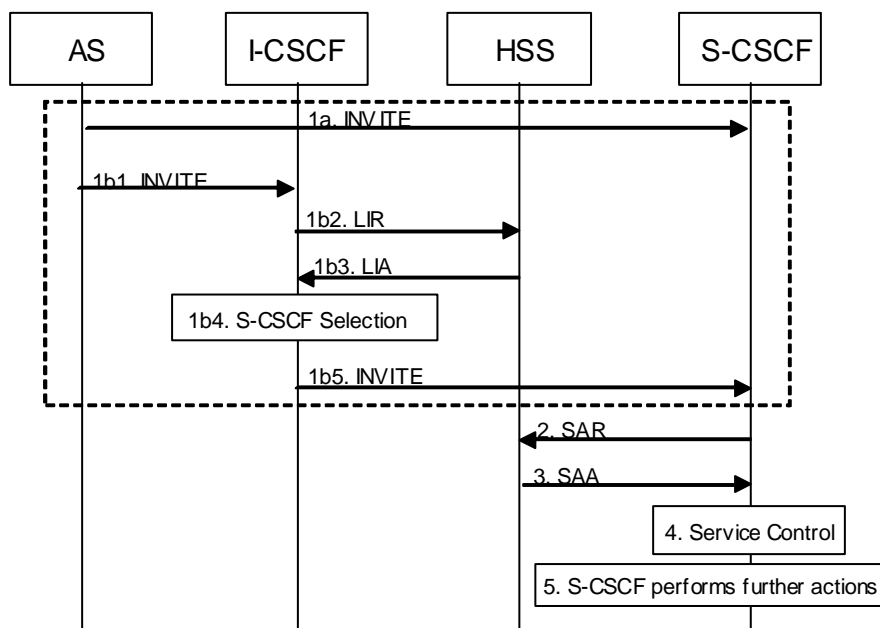 AS
I-CSCF
HSS
S-CSCF
1a. INVITE
1b1. INVITE
1b2. LIR
1b3. LIA
1b4. S-CSCF Selection
1b5. INVITE
2. SAR
3. SAA
4. Service Control
5. S-CSCF performs further actions